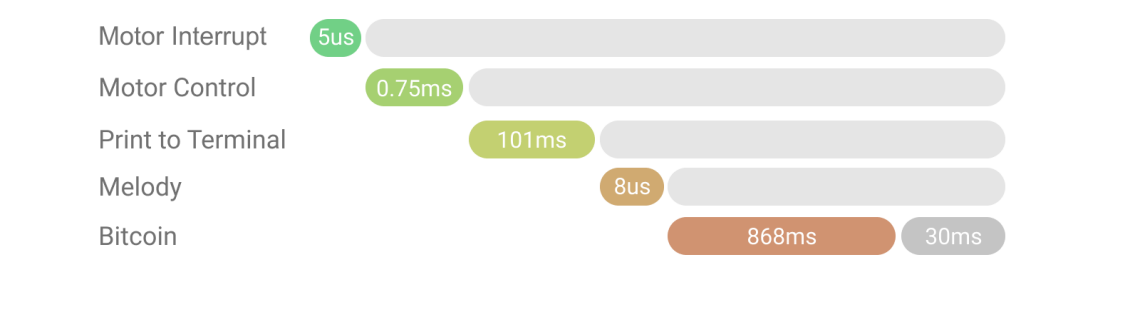 Motor Interrupt 5us
Motor Control 0.75ms
Print to Terminal 101ms
Melody 8us
Bitcoin 868ms 30ms